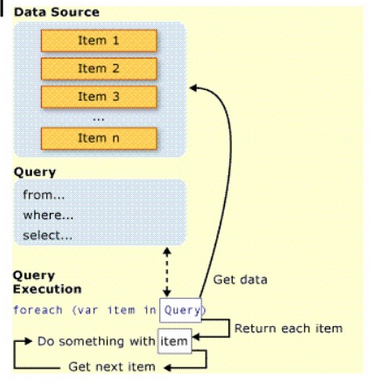 Data Source
Item 1
Item 2
Item 3
...
Item n
Query
from...
where...
select...
Get data
Query
Execution
foreach (var item in Query)
Return each item
Do something with item
Get next item